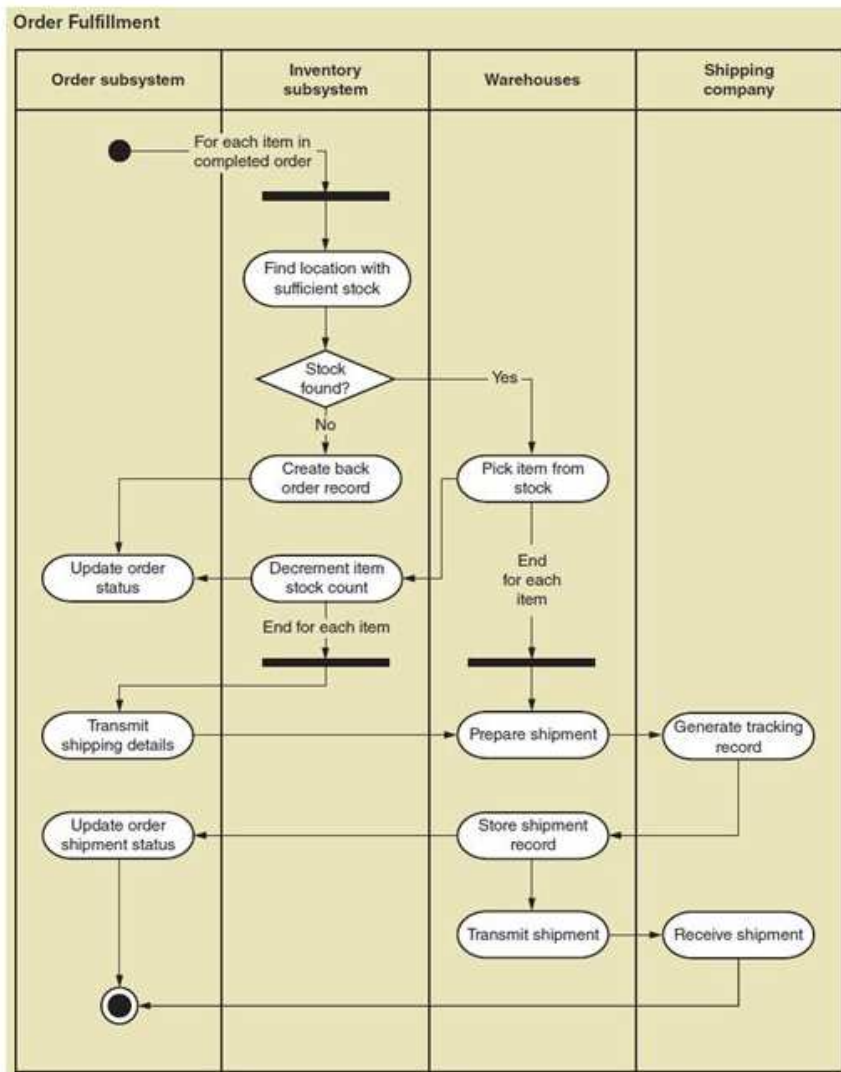 Order Fulfillment
Order subsystem
Inventory
subsystem
Warehouses
Shipping
company
For each item in
completed order
Find location with
sufficient stock
Stock
found?
Yes
No
Create back
order record
Pick item from
stock
Update order
status
Decrement item
stock count
End
for each
item
End for each item
Transmit
shipping details
Prepare shipment
Generate tracking
record
Update order
shipment status
Store shipment
record
Transmit shipment
Receive shipment